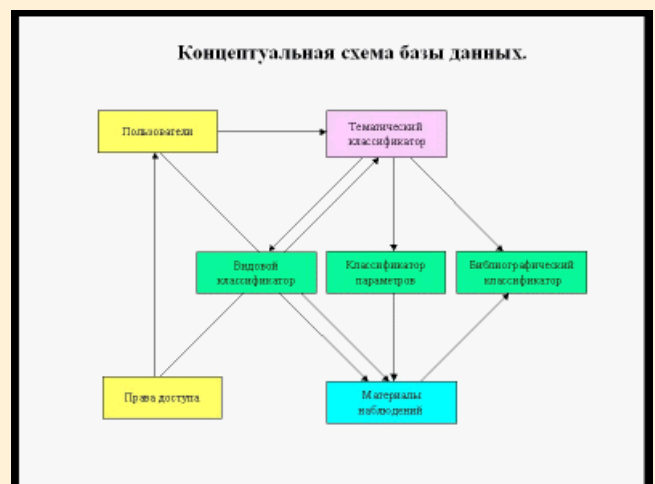 Концептуальная схема базы данных.
Пользователи
Тематический
классификатор
Видовой
классификатор
Классификатор
параметров
Библиографический
классификатор
Права доступа
Материалы
наблюдений